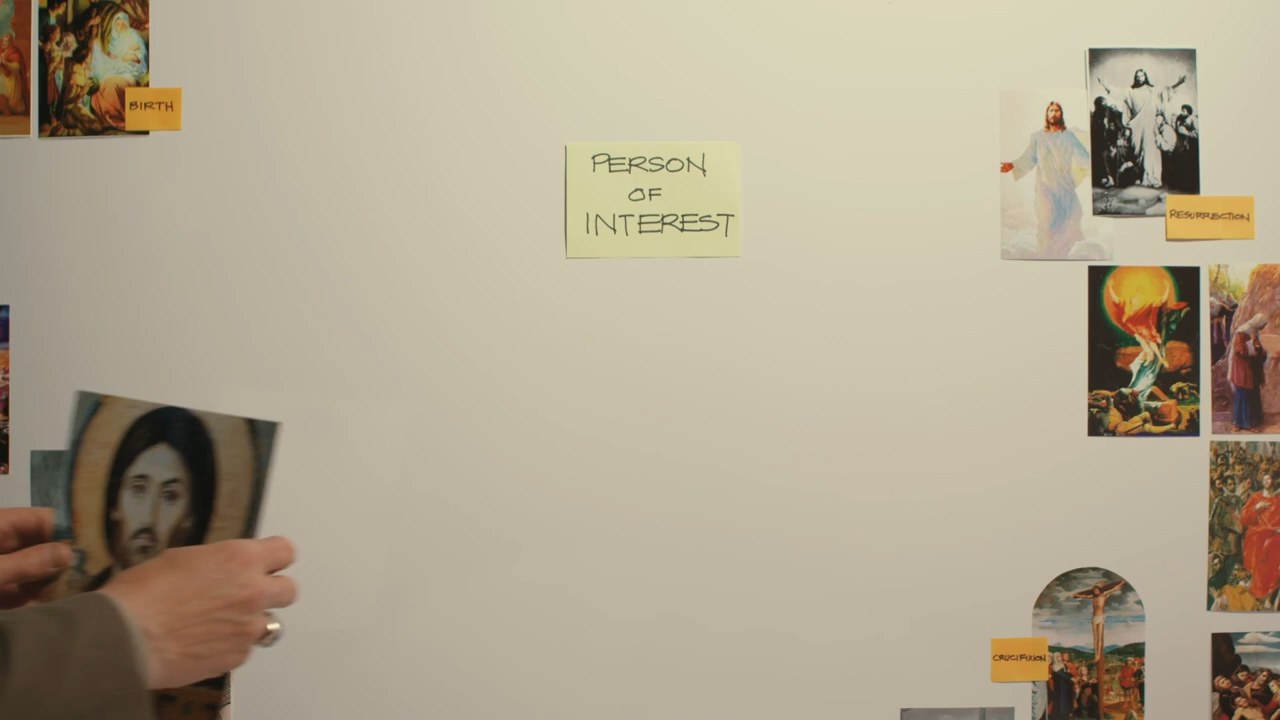 BIRTH
PERSON
OF
INTEREST
RESURRECTION
CRUCIFIXION